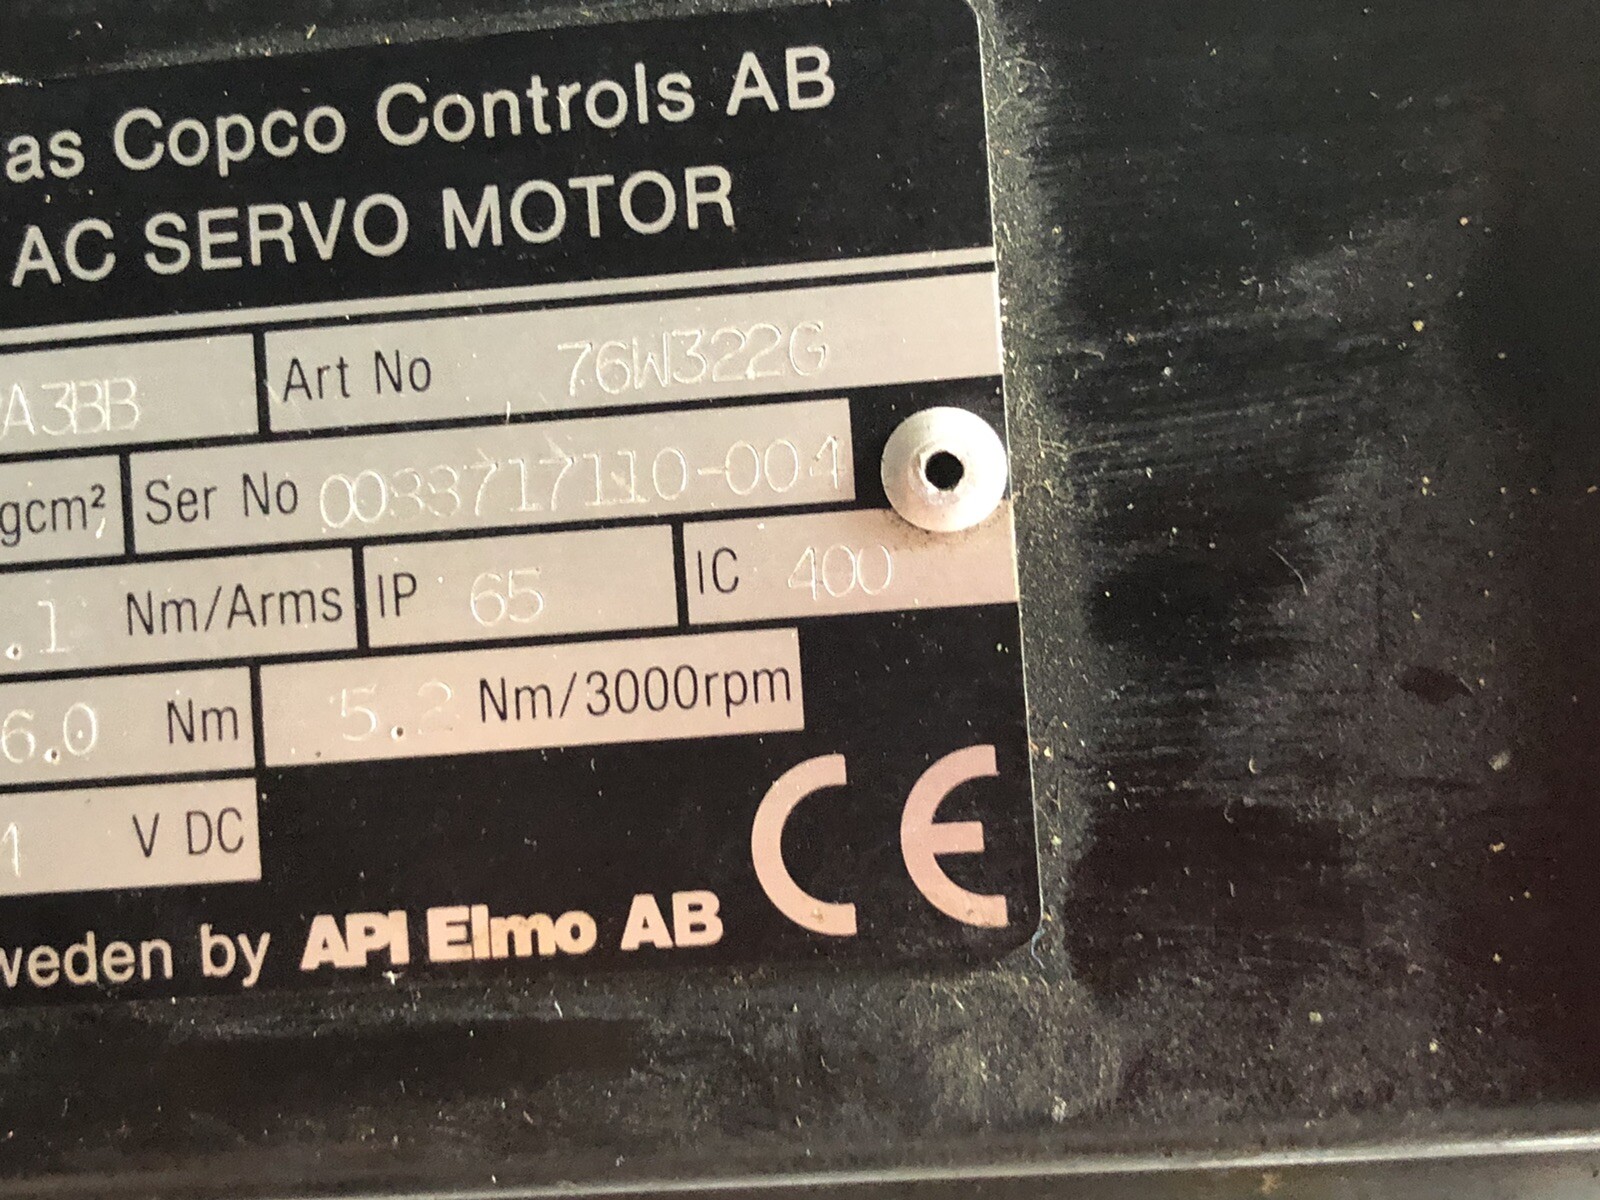 as Copco Controls AB
AC SERVO MOTOR
A3BB Art No 76W322G
gcm² Ser No 0033717110-004
.1 Nm/Arms IP 65 IC 400
6.0 Nm 5.2 Nm/3000rpm
V DC
weden by API Elmo AB
CE